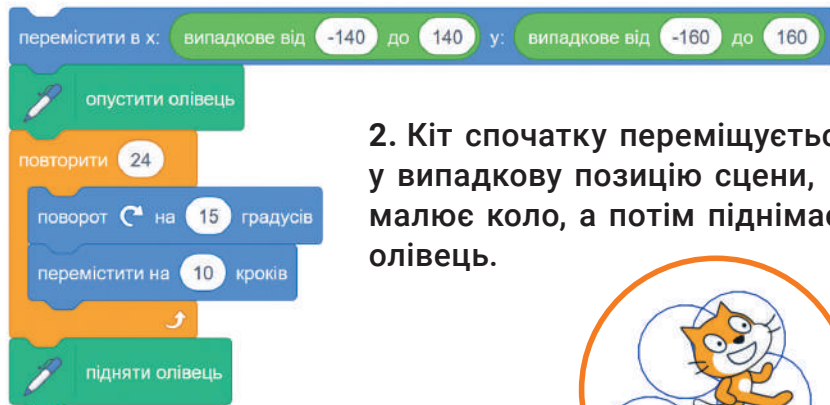 перемістити в x: випадкове від -140 до 140 y: випадкове від -160 до 160
опустити олівець
повторити 24
поворот на 15 градусів
перемістити на 10 кроків
підняти олівець
2. Кіт спочатку переміщуєтьс
у випадкову позицію сцени,
малює коло, а потім піднімає
олівець.